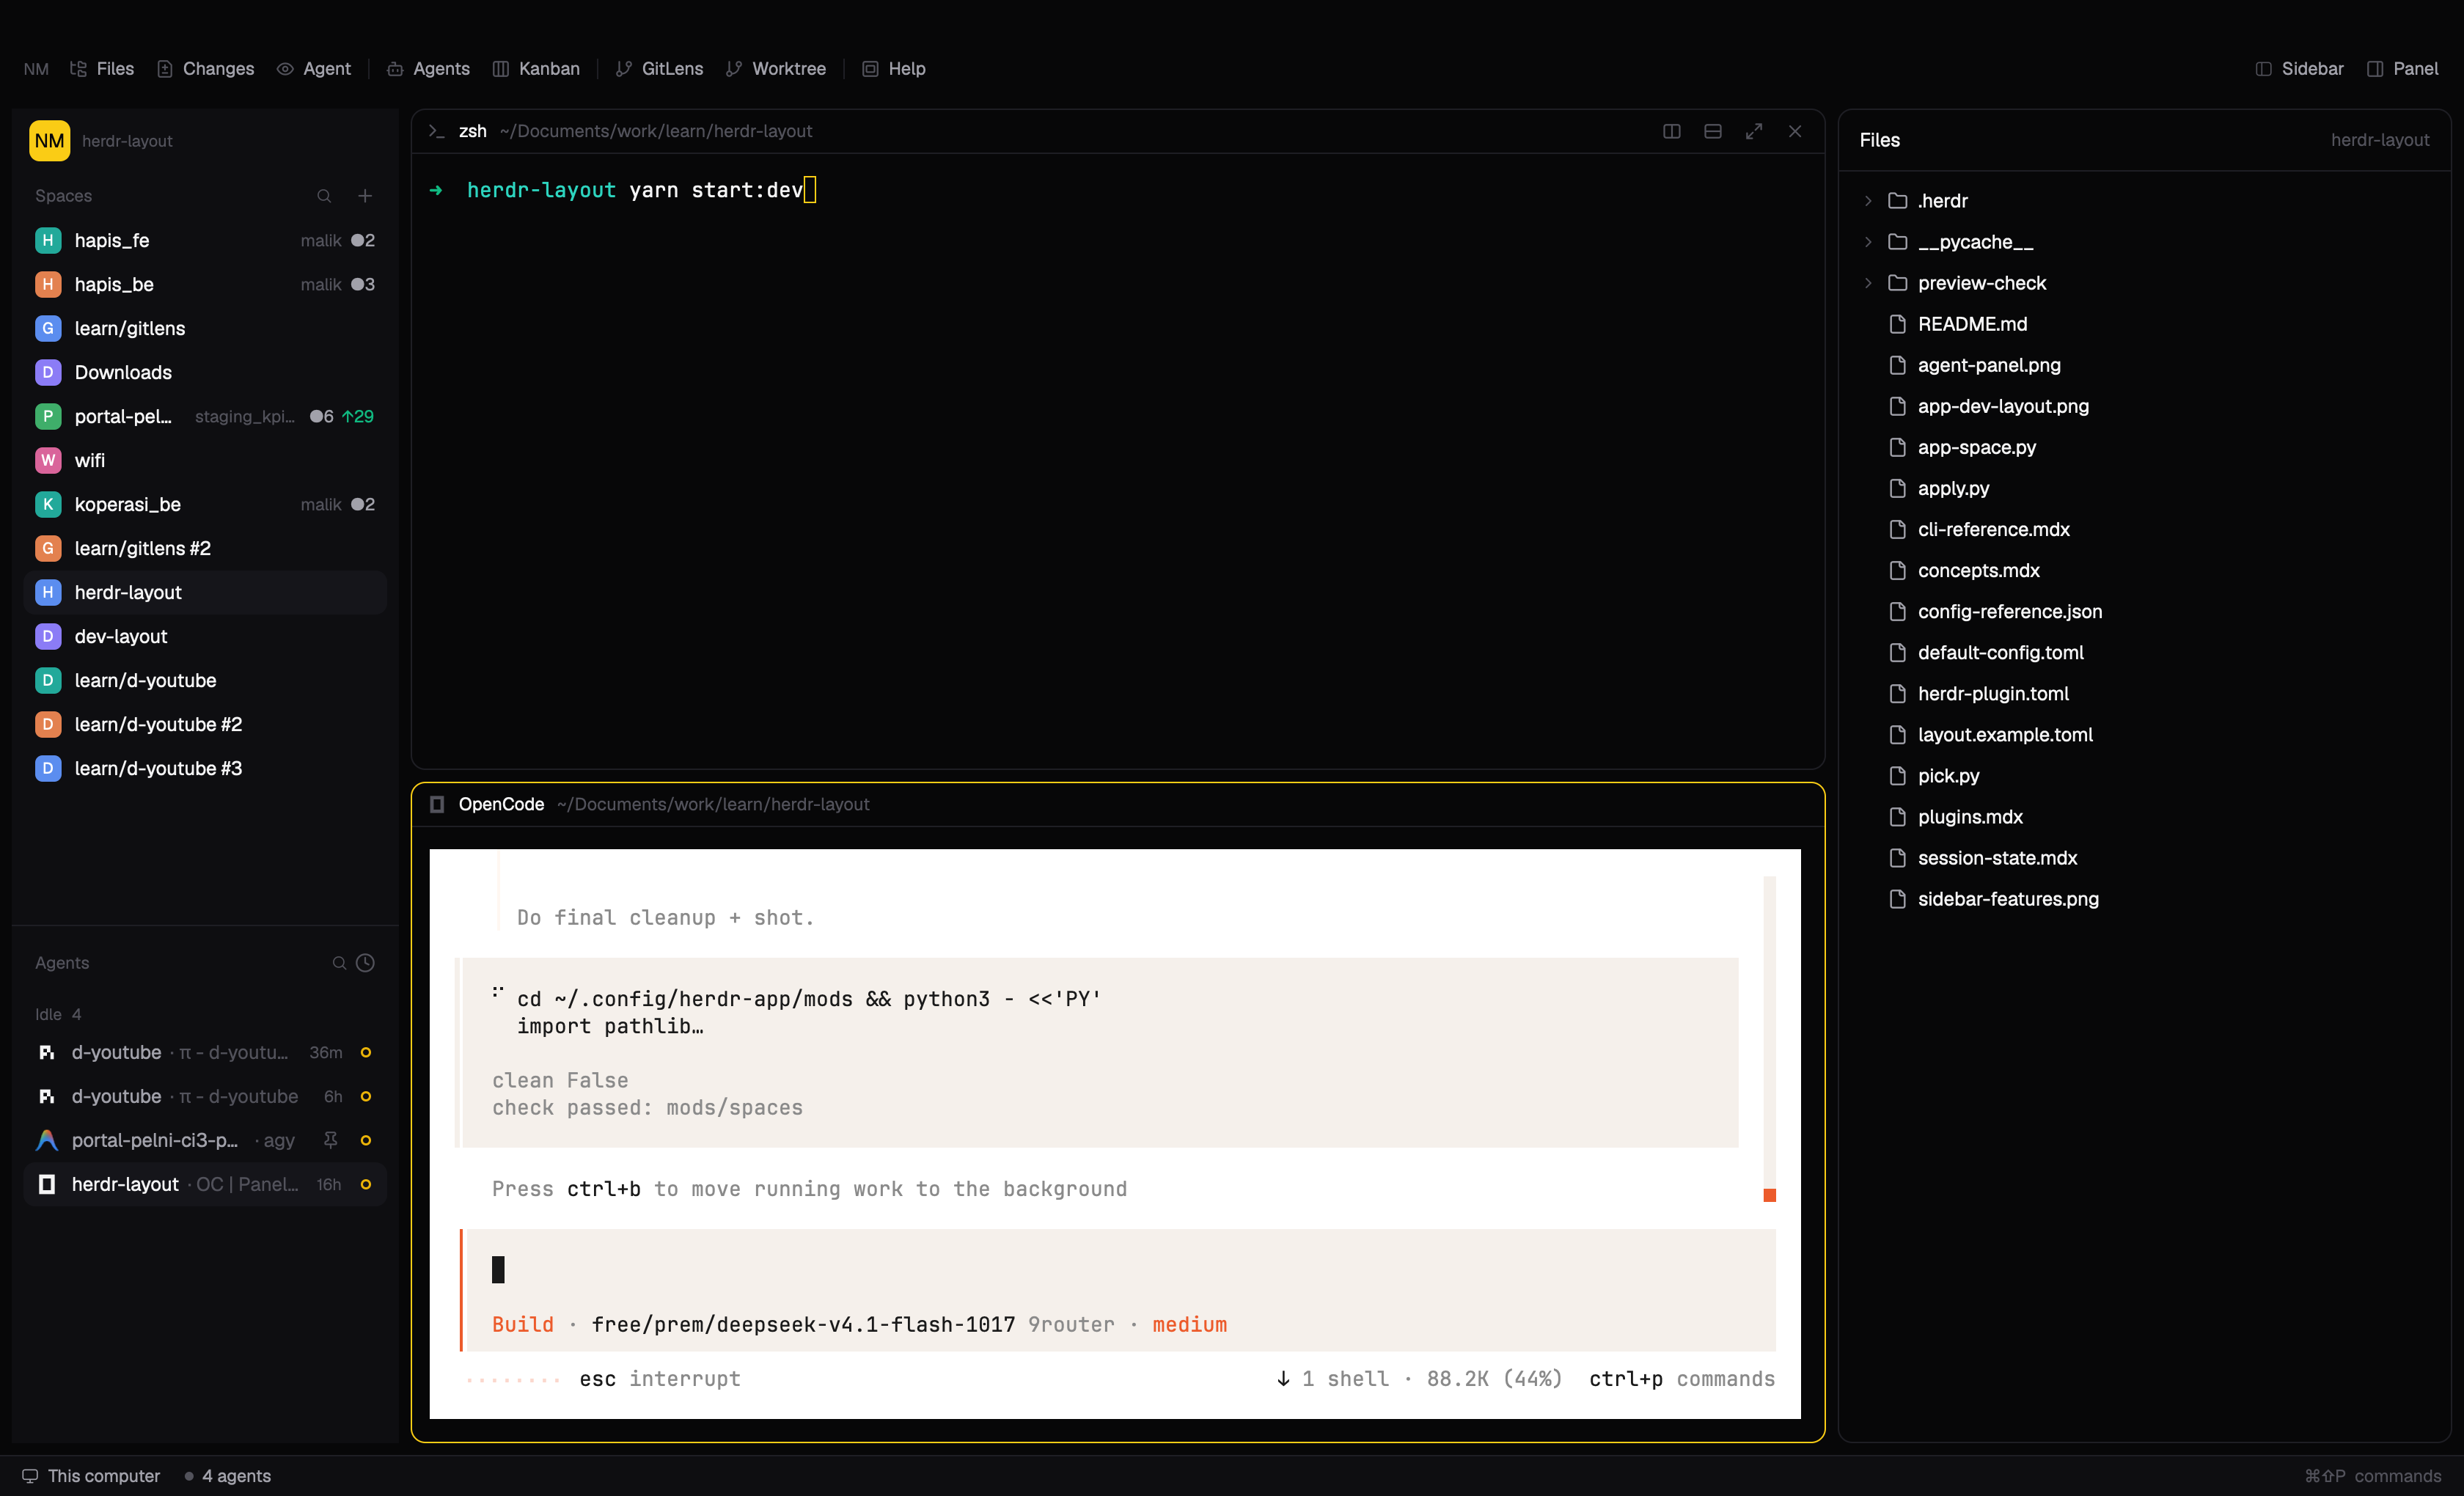 NM Files Changes Agent Agents Kanban GitLens Worktree Help Sidebar Panel
NM herdr-layout
Spaces
H hapis_fe malik 2
H hapis_be malik 3
G learn/gitlens
D Downloads
P portal-pel... staging_kpi... 6 ↑29
W wifi
K koperasi_be malik 2
G learn/gitlens #2
H herdr-layout
D dev-layout
D learn/d-youtube
D learn/d-youtube #2
D learn/d-youtube #3
Agents
Idle 4
d-youtube · π - d-youtu... 36m
d-youtube · π - d-youtube 6h
portal-pelni-ci3-p... · agy
herdr-layout · OC | Panel... 16h
zsh ~/Documents/work/learn/herdr-layout
→ herdr-layout yarn start:dev
OpenCode ~/Documents/work/learn/herdr-layout
Do final cleanup + shot.
cd ~/.config/herdr-app/mods && python3 - <<'PY'
import pathlib…
clean False
check passed: mods/spaces
Press ctrl+b to move running work to the background
Build · free/prem/deepseek-v4.1-flash-1017 9router · medium
esc interrupt ↓ 1 shell · 88.2K (44%) ctrl+p commands
Files herdr-layout
.herdr
__pycache__
preview-check
README.md
agent-panel.png
app-dev-layout.png
app-space.py
apply.py
cli-reference.mdx
concepts.mdx
config-reference.json
default-config.toml
herdr-plugin.toml
layout.example.toml
pick.py
plugins.mdx
session-state.mdx
sidebar-features.png
This computer 4 agents ⌘⇧P commands